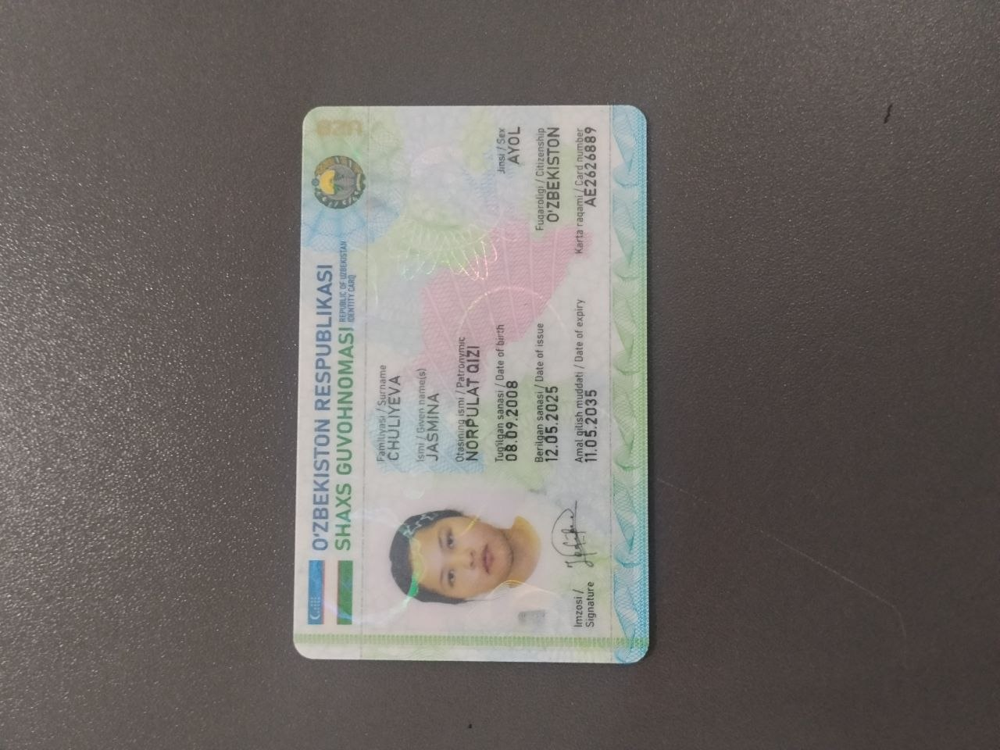 O'ZBEKISTON RESPUBLIKASI
SHAXS GUVOHNOMASI
REPUBLIC OF UZBEKISTAN
IDENTITY CARD
UZB
Familiyasi / Surname
CHULIYEVA
Ismi / Given name(s)
JASMINA
Otasining ismi / Patronymic
NORPULAT QIZI
Tug'ilgan sanasi / Date of birth
08.09.2008
Jinsi / Sex
AYOL
Berilgan sanasi / Date of issue
12.05.2025
Fuqaroligi / Citizenship
O'ZBEKISTON
Amal qilish muddati / Date of expiry
11.05.2035
Karta raqami / Card number
AE2626889
Imzosi /
Signature